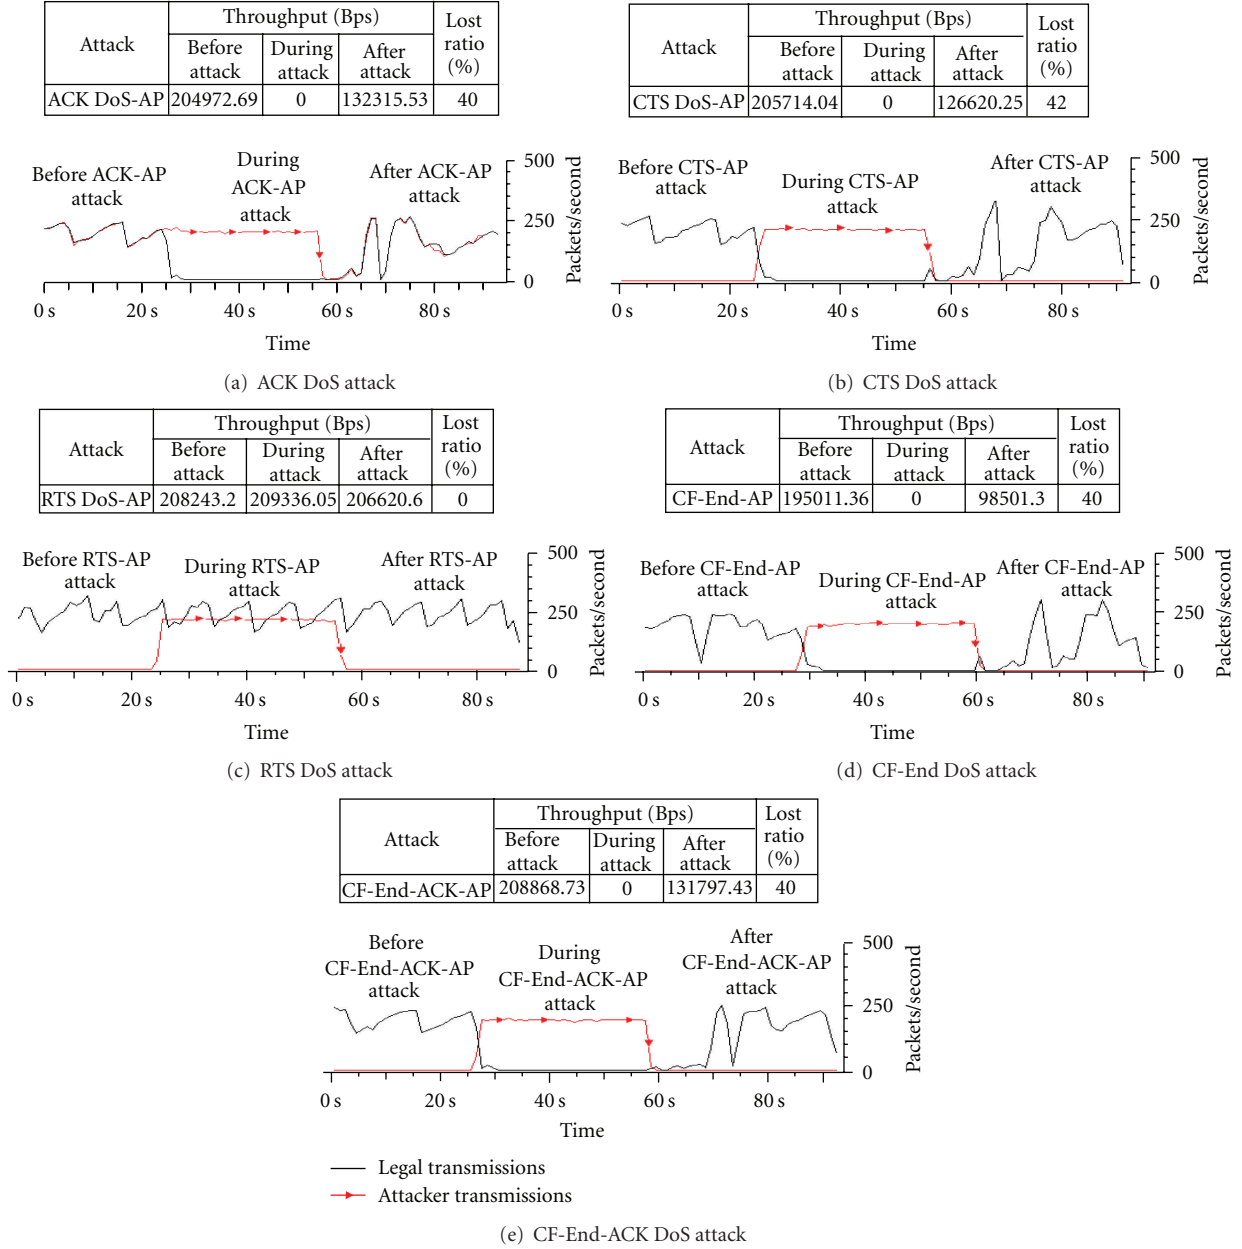 Attack
Throughput (Bps)
Lost ratio (%)
Before attack
During attack
After attack
ACK DoS-AP 204972.69 0 132315.53 40
Before ACK-AP attack
During ACK-AP attack
After ACK-AP attack
500
250
0
Packets/second
0 s 20 s 40 s 60 s 80 s
Time
(a) ACK DoS attack
Attack
Throughput (Bps)
Lost ratio (%)
Before attack
During attack
After attack
CTS DoS-AP 205714.04 0 126620.25 42
Before CTS-AP attack
During CTS-AP attack
After CTS-AP attack
500
250
0
Packets/second
0 s 20 s 40 s 60 s 80 s
Time
(b) CTS DoS attack
Attack
Throughput (Bps)
Lost ratio (%)
Before attack
During attack
After attack
RTS DoS-AP 208243.2 209336.05 206620.6 0
Before RTS-AP attack
During RTS-AP attack
After RTS-AP attack
500
250
0
Packets/second
0 s 20 s 40 s 60 s 80 s
Time
(c) RTS DoS attack
Attack
Throughput (Bps)
Lost ratio (%)
Before attack
During attack
After attack
CF-End-AP 195011.36 0 98501.3 40
Before CF-End-AP attack
During CF-End-AP attack
After CF-End-AP attack
500
250
0
Packets/second
0 s 20 s 40 s 60 s 80 s
Time
(d) CF-End DoS attack
Attack
Throughput (Bps)
Lost ratio (%)
Before attack
During attack
After attack
CF-End-ACK-AP 208868.73 0 131797.43 40
Before CF-End-ACK-AP attack
During CF-End-ACK-AP attack
After CF-End-ACK-AP attack
500
250
0
Packets/second
0 s 20 s 40 s 60 s 80 s
Time
Legal transmissions
Attacker transmissions
(e) CF-End-ACK DoS attack